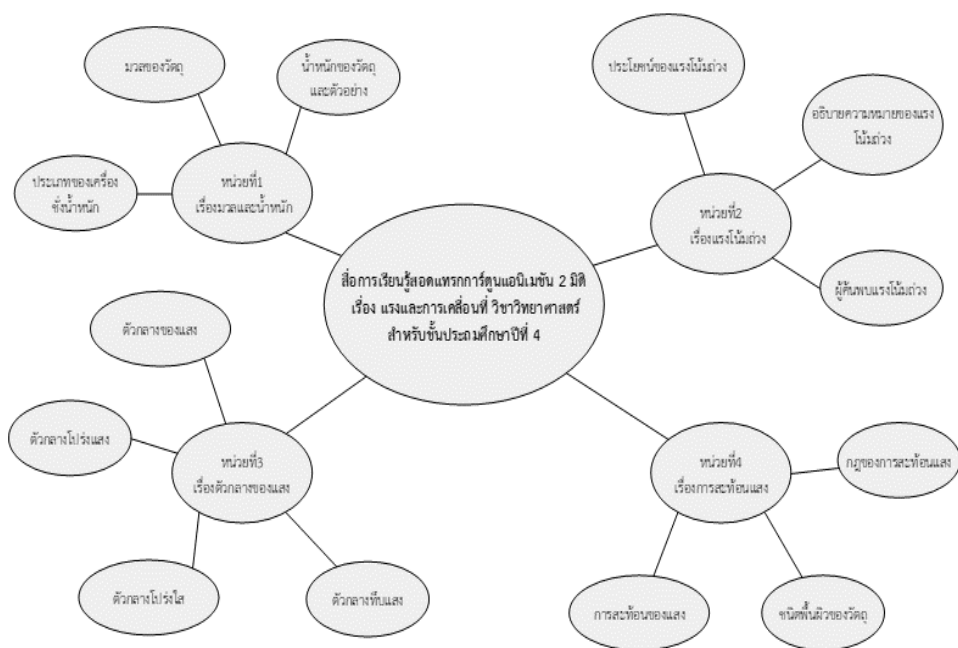 มวลของวัตถุ
น้ำหนักของวัตถุ
และตัวอย่าง
ประเภทของเครื่อง
ชั่งน้ำหนัก
หน่วยที่1
เรื่องมวลและน้ำหนัก
ประโยชน์ของแรงโน้มถ่วง
อธิบายความหมายของแรง
โน้มถ่วง
หน่วยที่2
เรื่องแรงโน้มถ่วง
ผู้ค้นพบแรงโน้มถ่วง
สื่อการเรียนรู้สอดแทรกการ์ตูนแอนิเมชัน 2 มิติ
เรื่อง แรงและการเคลื่อนที่ วิชาวิทยาศาสตร์
สำหรับชั้นประถมศึกษาปีที่ 4
ตัวกลางของแสง
ตัวกลางโปร่งแสง
หน่วยที่3
เรื่องตัวกลางของแสง
ตัวกลางโปร่งใส
ตัวกลางทึบแสง
หน่วยที่4
เรื่องการสะท้อนแสง
กฎของการสะท้อนแสง
การสะท้อนของแสง
ชนิดพื้นผิวของวัตถุ